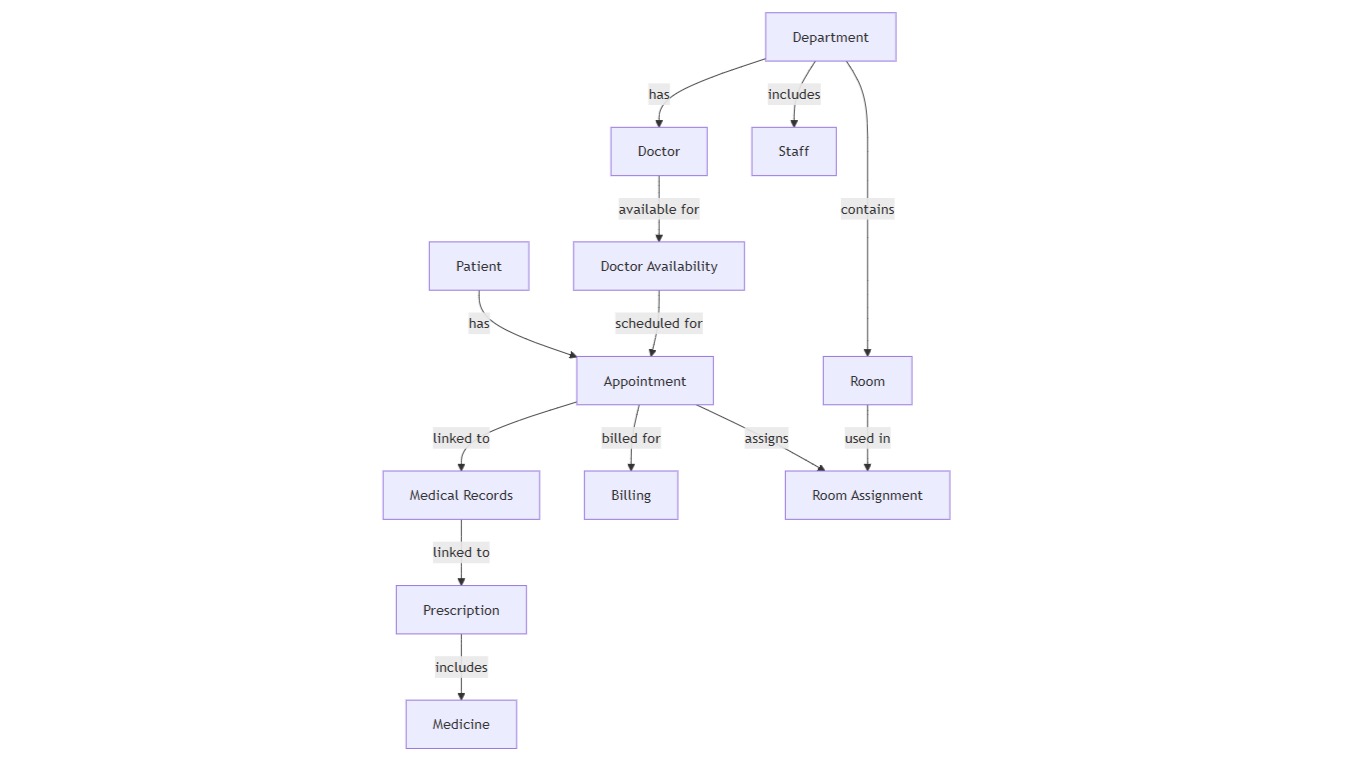 Department
has
includes
Doctor
Staff
available for
contains
Patient
Doctor Availability
has
scheduled for
Appointment
Room
linked to
billed for
assigns
used in
Medical Records
Billing
Room Assignment
linked to
Prescription
includes
Medicine